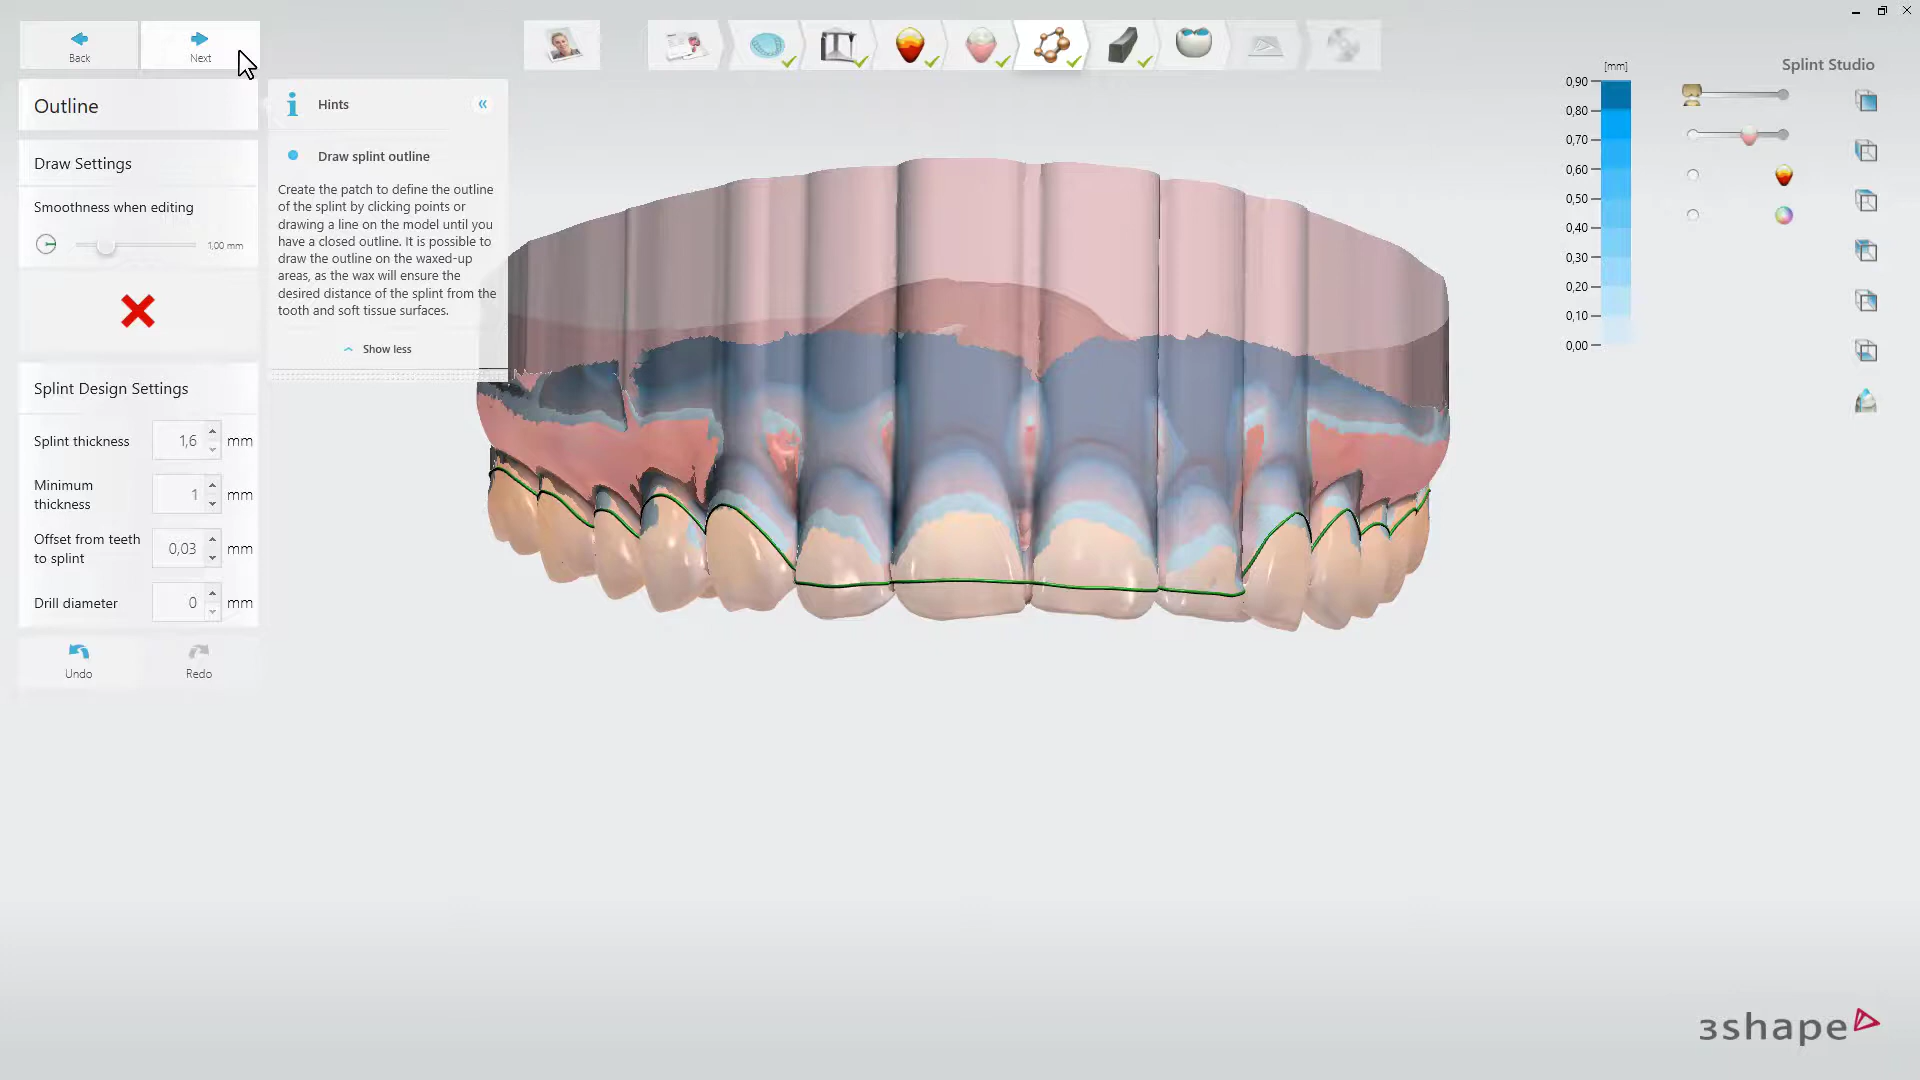 Back
Next
Outline
Draw Settings
Smoothness when editing
1,00 mm
Splint Design Settings
Splint thickness
1,6
mm
Minimum
thickness
1
mm
Offset from teeth
to splint
0,03
mm
Drill diameter
0
mm
Undo
Redo
i
Hints
«
Draw splint outline
Create the patch to define the outline
of the splint by clicking points or
drawing a line on the model until you
have a closed outline. It is possible to
draw the outline on the waxed-up
areas, as the wax will ensure the
desired distance of the splint from the
tooth and soft tissue surfaces.
Show less
[mm]
0,90
0,80
0,70
0,60
0,50
0,40
0,30
0,20
0,10
0,00
Splint Studio
3shape